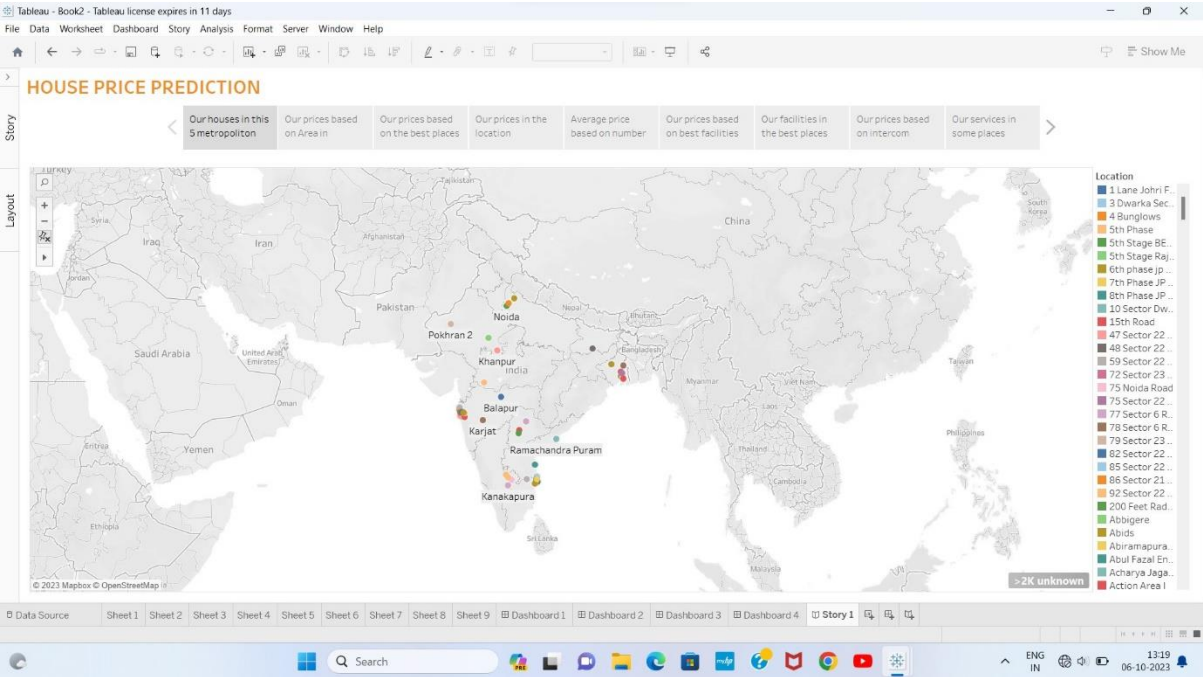 Tableau - Book2 - Tableau license expires in 11 days
File Data Worksheet Dashboard Story Analysis Format Server Window Help
Show Me
HOUSE PRICE PREDICTION
Story
Layout
Our houses in this
5 metropoliton
Our prices based
on Area in
Our prices based
on the best places
Our prices in the
location
Average price
based on number
Our prices based
on best facilities
Our facilities in
the best places
Our prices based
on intercom
Our services in
some places
Turkey
Syria
Iraq
Jordan
Iran
Saudi Arabia
United Arab
Emirates
Oman
Yemen
Eritrea
Ethiopia
Tajikistan
Afghanistan
Pakistan
China
South
Korea
Nepal
Bhutan
Bangladesh
India
Myanmar
Viet Nam
Laos
Thailand
Cambodia
Taiwan
Philippines
Malaysia
Sri Lanka
Noida
Pokhran 2
Khanpur
Balapur
Karjat
Ramachandra Puram
Kanakapura
© 2023 Mapbox © OpenStreetMap
>2K unknown
Location
1 Lane Johri F..
3 Dwarka Sec..
4 Bunglows
5th Phase
5th Stage BE..
5th Stage Raj..
6th phase jp ..
7th Phase JP ..
8th Phase JP ..
10 Sector Dw..
15th Road
47 Sector 22 ..
48 Sector 22 ..
59 Sector 22 ..
72 Sector 23 ..
75 Noida Road
75 Sector 22 ..
77 Sector 6 R..
78 Sector 6 R..
79 Sector 23 ..
82 Sector 22 ..
85 Sector 22 ..
86 Sector 21 ..
92 Sector 22 ..
200 Feet Rad..
Abbigere
Abids
Abiramapura..
Abul Fazal En..
Acharya Jaga..
Action Area I
Data Source Sheet 1 Sheet 2 Sheet 3 Sheet 4 Sheet 5 Sheet 6 Sheet 7 Sheet 8 Sheet 9 Dashboard 1 Dashboard 2 Dashboard 3 Dashboard 4 Story 1
Search
PRE
myhp
ENG
IN
13:19
06-10-2023